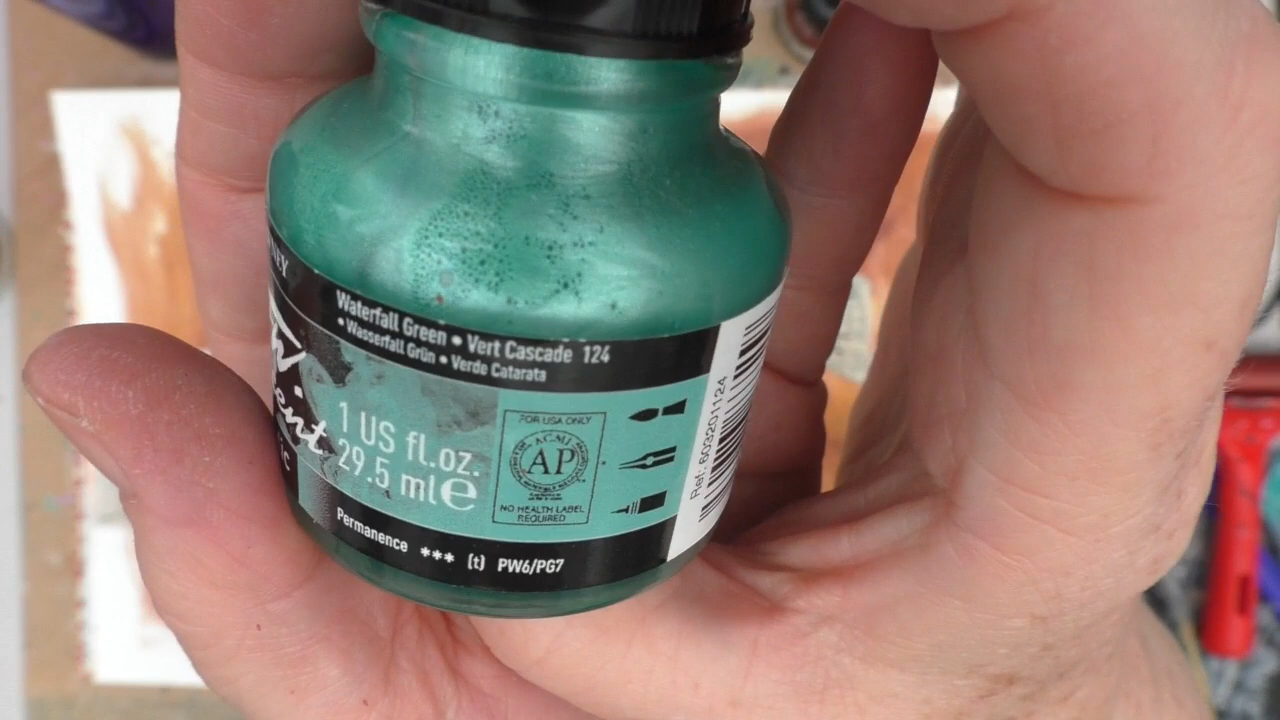 Waterfall Green • Vert Cascade 124
• Wasserfall Grün • Verde Catarata
1 US fl.oz.
29.5 ml e
FOR USA ONLY
ACMI
AP
NO HEALTH LABEL
REQUIRED
Permanence *** (t) PW6/PG7
Ref: 603201124